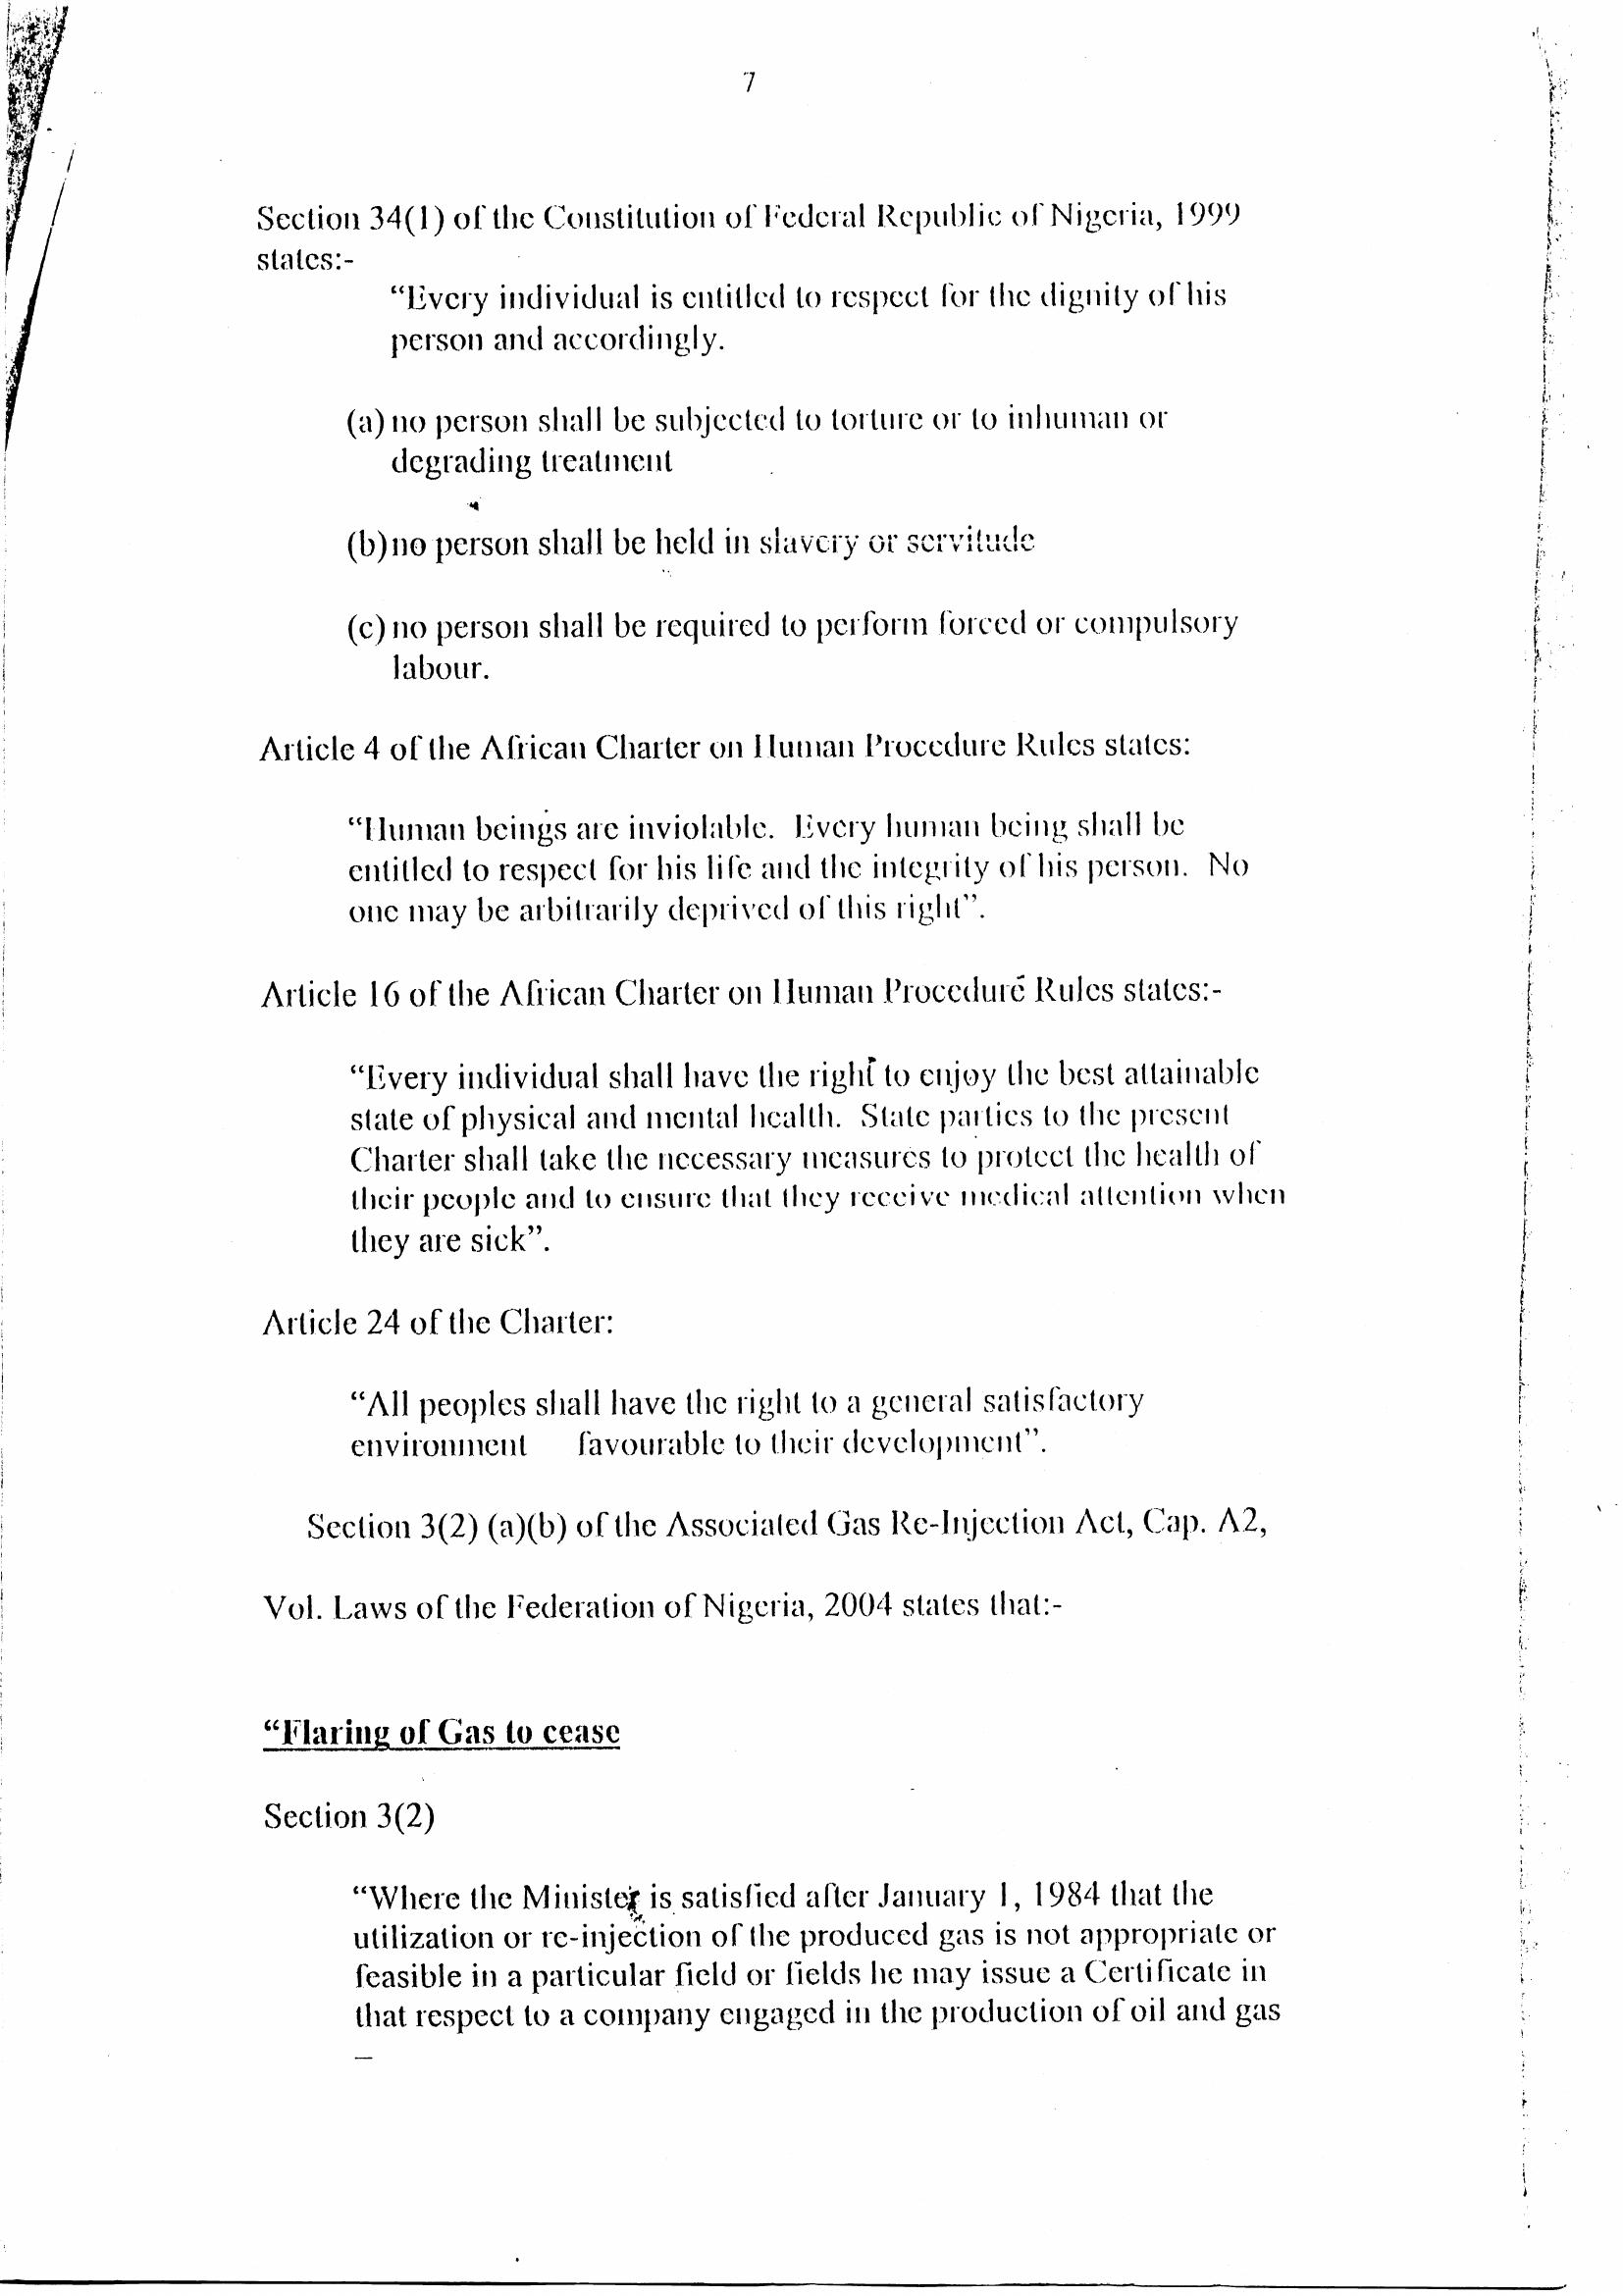 7
Section 34(1) of the Constitution of Federal Republic of Nigeria, 1999
states:-
“Every individual is entitled to respect for the dignity of his
person and accordingly.
(a) no person shall be subjected to torture or to inhuman or
degrading treatment
(b) no person shall be held in slavery or servitude
(c) no person shall be required to perform forced or compulsory
labour.
Article 4 of the African Charter on Human Procedure Rules states:
“Human beings are inviolable. Every human being shall be
entitled to respect for his life and the integrity of his person. No
one may be arbitrarily deprived of this right”.
Article 16 of the African Charter on Human Procedure Rules states:-
“Every individual shall have the right to enjoy the best attainable
state of physical and mental health. State parties to the present
Charter shall take the necessary measures to protect the health of
their people and to ensure that they receive medical attention when
they are sick”.
Article 24 of the Charter:
“All peoples shall have the right to a general satisfactory
environment favourable to their development”.
Section 3(2) (a)(b) of the Associated Gas Re-Injection Act, Cap. A2,
Vol. Laws of the Federation of Nigeria, 2004 states that:-
“Flaring of Gas to cease
Section 3(2)
“Where the Minister is satisfied after January 1, 1984 that the
utilization or re-injection of the produced gas is not appropriate or
feasible in a particular field or fields he may issue a Certificate in
that respect to a company engaged in the production of oil and gas
–